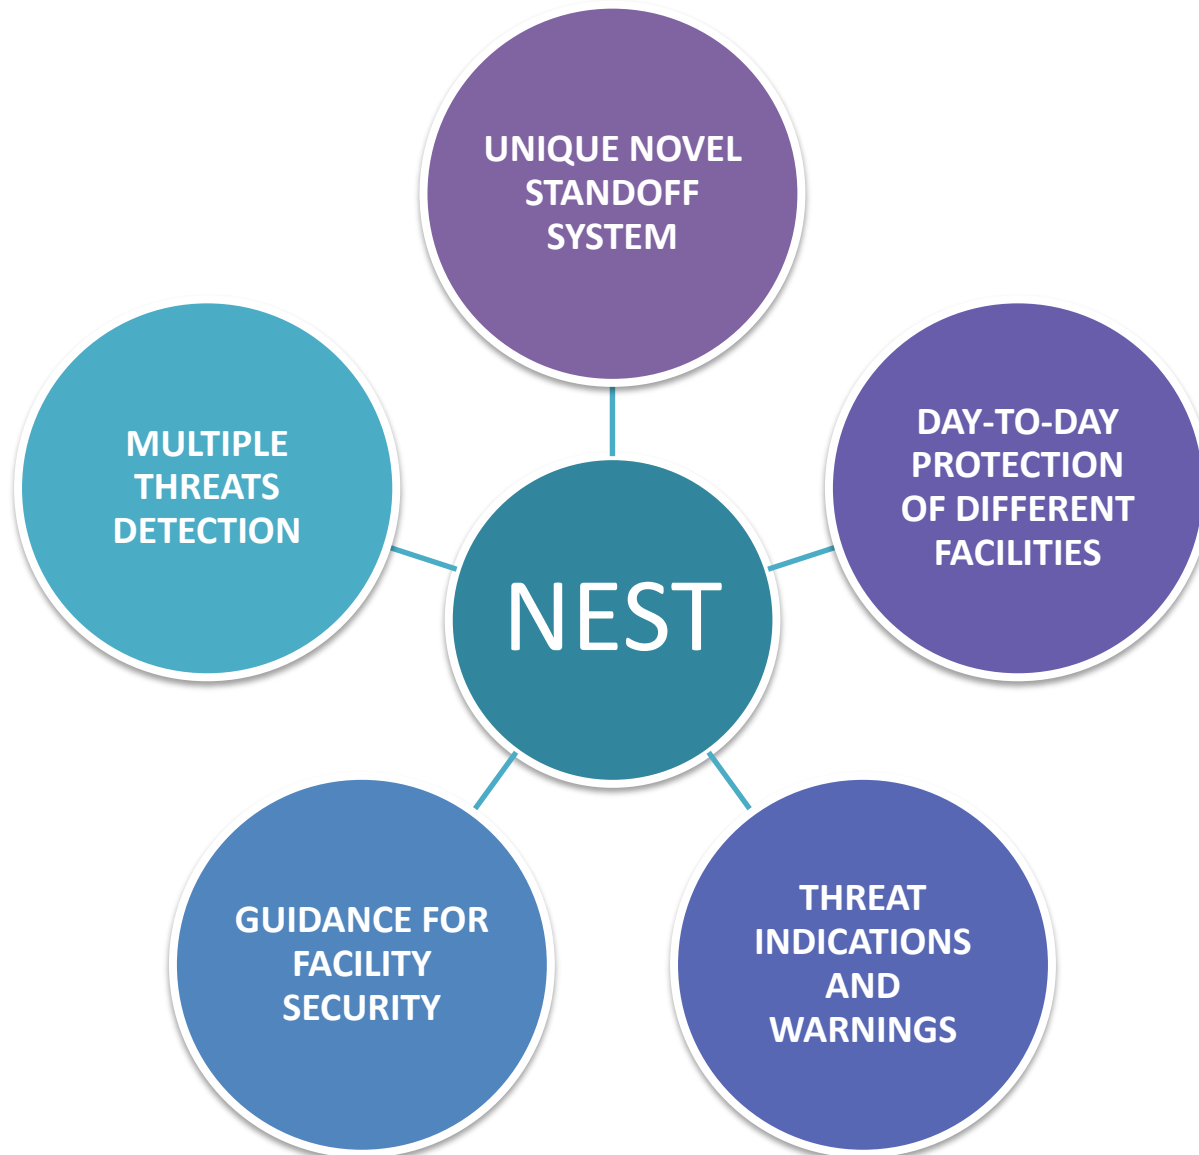 UNIQUE NOVEL
STANDOFF
SYSTEM
DAY-TO-DAY
PROTECTION
OF DIFFERENT
FACILITIES
THREAT
INDICATIONS
AND
WARNINGS
GUIDANCE FOR
FACILITY
SECURITY
MULTIPLE
THREATS
DETECTION
NEST